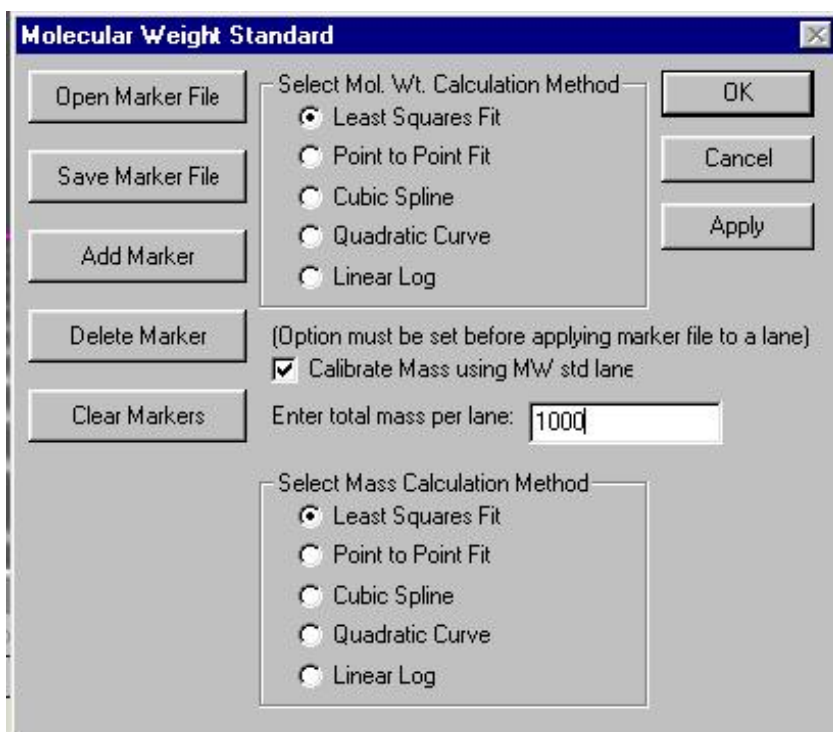 Molecular Weight Standard
Open Marker File
Save Marker File
Add Marker
Delete Marker
Clear Markers
Select Mol. Wt. Calculation Method
Least Squares Fit
Point to Point Fit
Cubic Spline
Quadratic Curve
Linear Log
OK
Cancel
Apply
(Option must be set before applying marker file to a lane)
Calibrate Mass using MW std lane
Enter total mass per lane: 1000
Select Mass Calculation Method
Least Squares Fit
Point to Point Fit
Cubic Spline
Quadratic Curve
Linear Log